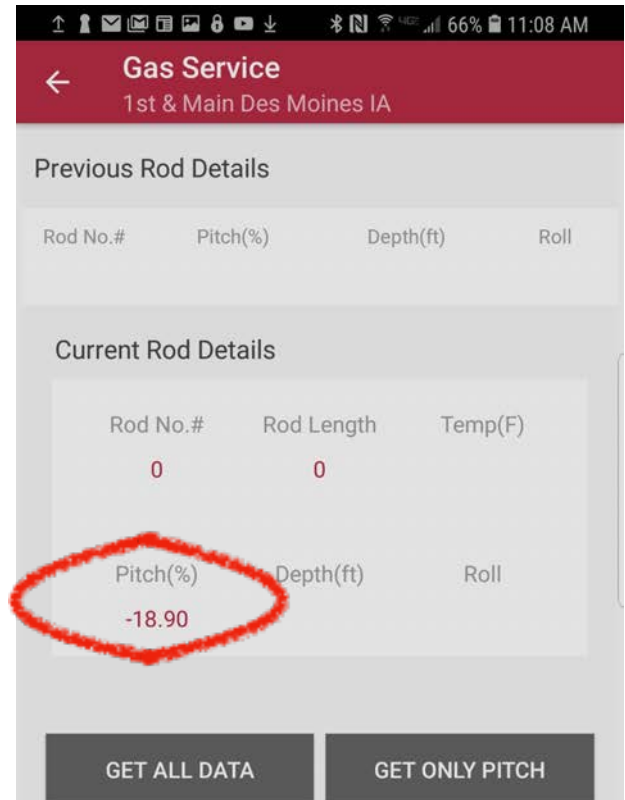 66% 11:08 AM
Gas Service
1st & Main Des Moines IA
Previous Rod Details
Rod No.# Pitch(%) Depth(ft) Roll
Current Rod Details
Rod No.# Rod Length Temp(F)
0 0
Pitch(%) Depth(ft) Roll
-18.90
GET ALL DATA GET ONLY PITCH